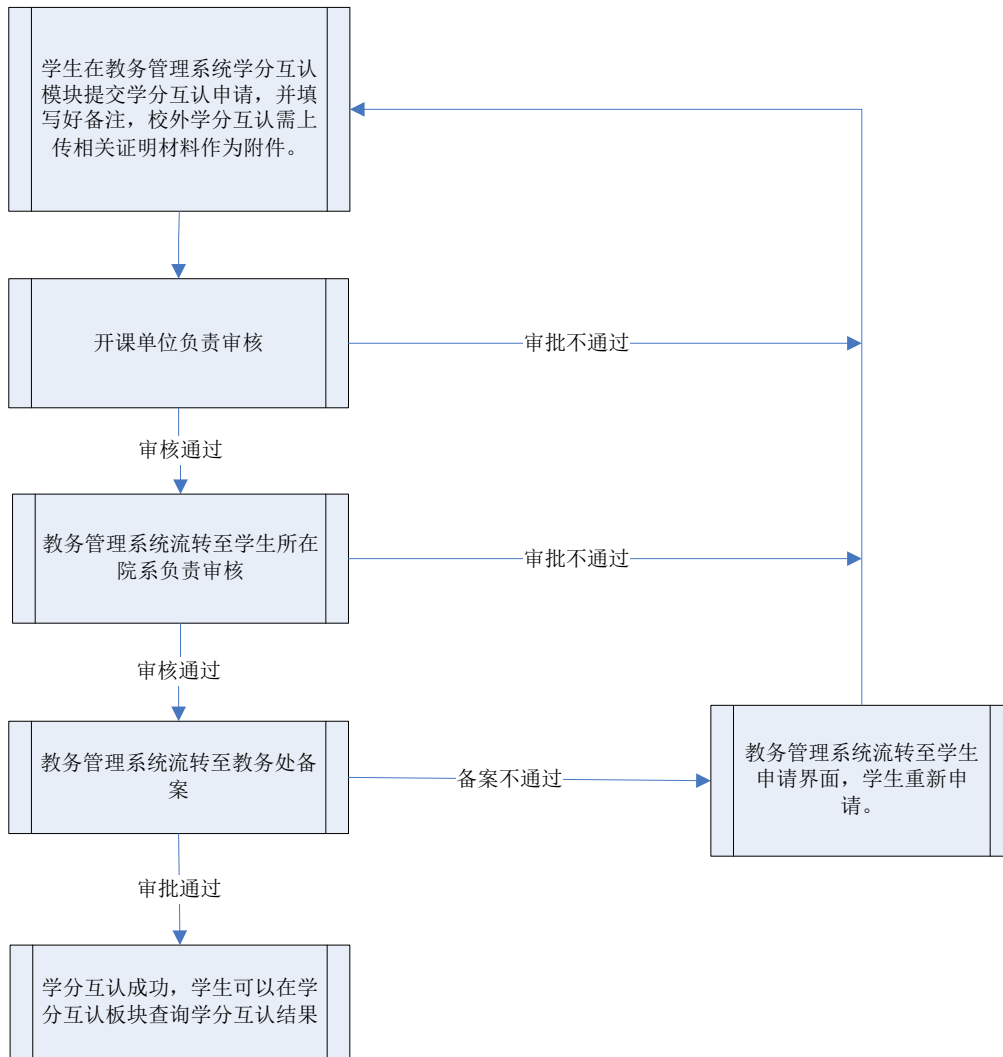 学生在教务管理系统学分互认
模块提交学分互认申请，并填
写好备注，校外学分互认需上
传相关证明材料作为附件。
开课单位负责审核
审批不通过
审核通过
教务管理系统流转至学生所在
院系负责审核
审批不通过
审核通过
教务管理系统流转至教务处备
案
备案不通过
教务管理系统流转至学生
申请界面，学生重新申
请。
审批通过
学分互认成功，学生可以在学
分互认板块查询学分互认结果